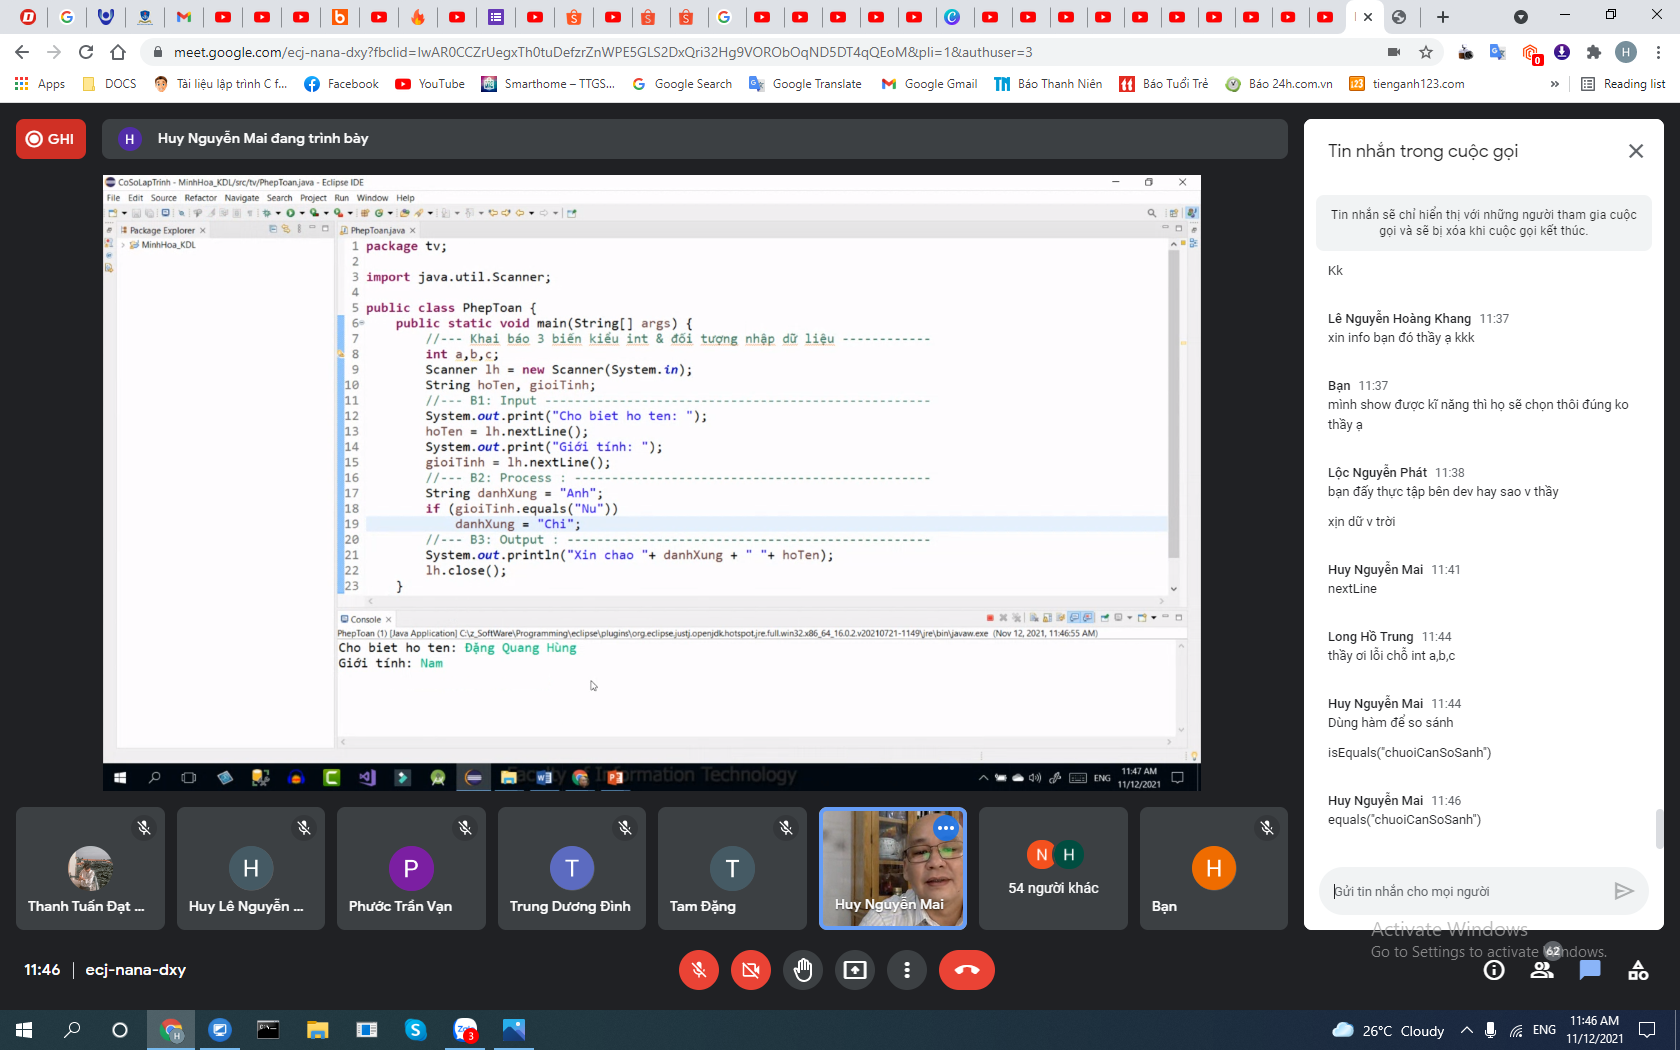 meet.google.com/ecj-nana-dxy?fbclid=IwAR0CCZrUegxTh0tuDefzrZnWPE5GLS2DxQri32Hg9VORObOqND5DT4qQEoM&pli=1&authuser=3
Apps
DOCS
Tài liệu lập trình C f...
Facebook
YouTube
Smarthome – TTGS...
Google Search
Google Translate
Google Gmail
Báo Thanh Niên
Báo Tuổi Trẻ
Báo 24h.com.vn
tienganh123.com
Reading list
GHI
H
Huy Nguyễn Mai đang trình bày
CoSoLapTrinh - MinhHoa_KDL/src/tv/PhepToan.java - Eclipse IDE
File Edit Source Refactor Navigate Search Project Run Window Help
Package Explorer
MinhHoa_KDL
PhepToan.java
1 package tv;
2
3 import java.util.Scanner;
4
5 public class PhepToan {
6 public static void main(String[] args) {
7 //--- Khai báo 3 biến kiểu int & đối tượng nhập dữ liệu ------------
8 int a,b,c;
9 Scanner lh = new Scanner(System.in);
10 String hoTen, gioiTinh;
11 //--- B1: Input ----------------------------------------------------
12 System.out.print("Cho biet ho ten: ");
13 hoTen = lh.nextLine();
14 System.out.print("Giới tính: ");
15 gioiTinh = lh.nextLine();
16 //--- B2: Process : ------------------------------------------------
17 String danhXung = "Anh";
18 if (gioiTinh.equals("Nu"))
19 danhXung = "Chi";
20 //--- B3: Output : -------------------------------------------------
21 System.out.println("Xin chao "+ danhXung + " "+ hoTen);
22 lh.close();
23 }
Console
PhepToan (1) [Java Application] C:\z_SoftWare\Programming\eclipse\plugins\org.eclipse.justj.openjdk.hotspot.jre.full.win32.x86_64_16.0.2.v20210721-1149\jre\bin\javaw.exe (Nov 12, 2021, 11:46:55 AM)
Cho biet ho ten: Đặng Quang Hùng
Giới tính: Nam
Faculty of Information Technology
ENG
11:47 AM
11/12/2021
Tin nhắn trong cuộc gọi
Tin nhắn sẽ chỉ hiển thị với những người tham gia cuộc
gọi và sẽ bị xóa khi cuộc gọi kết thúc.
Kk
Lê Nguyễn Hoàng Khang 11:37
xin info bạn đó thầy ạ kkk
Bạn 11:37
mình show được kĩ năng thì họ sẽ chọn thôi đúng ko
thầy ạ
Lộc Nguyễn Phát 11:38
bạn đấy thực tập bên dev hay sao v thầy
xịn dữ v trời
Huy Nguyễn Mai 11:41
nextLine
Long Hồ Trung 11:44
thầy ơi lỗi chỗ int a,b,c
Huy Nguyễn Mai 11:44
Dùng hàm để so sánh
isEquals("chuoiCanSoSanh")
Huy Nguyễn Mai 11:46
equals("chuoiCanSoSanh")
Gửi tin nhắn cho mọi người
Thanh Tuấn Đạt ...
H
Huy Lê Nguyễn ...
P
Phước Trần Vạn
T
Trung Dương Đình
T
Tam Đặng
Huy Nguyễn Mai
N H
54 người khác
H
Bạn
Activate Windows
Go to Settings to activate Windows.
11:46 | ecj-nana-dxy
62
26°C Cloudy
ENG
11:46 AM
11/12/2021